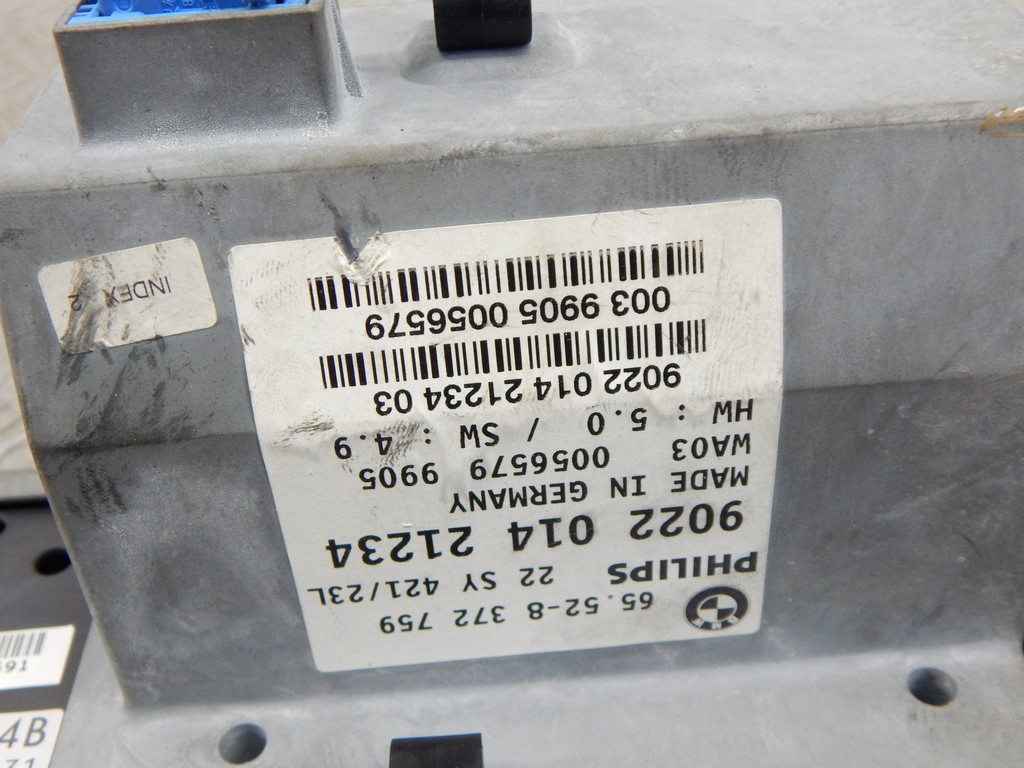 65.52-8 372 759
PHILIPS 22 SY 421/23L
9022 014 21234
MADE IN GERMANY
WA03 0056579 9905
HW : 5.0 / SW : 4.9
9022 014 21234 03
003 9905 0056579
INDEX 2
4B